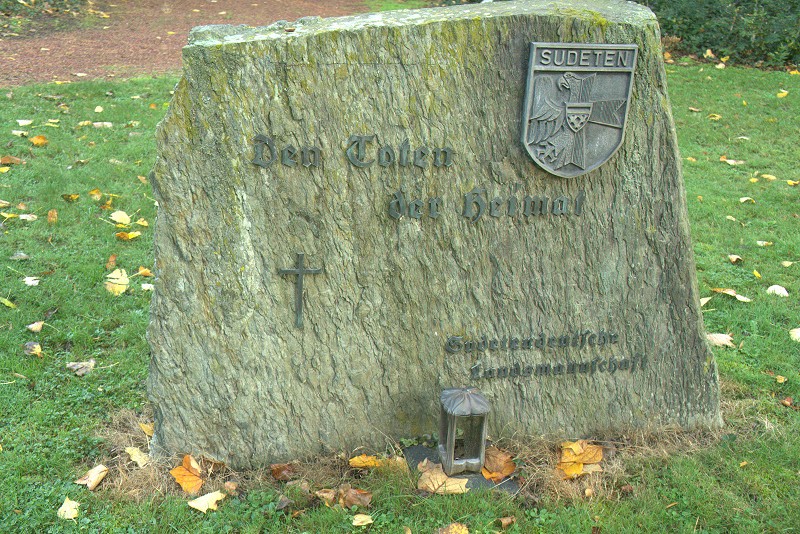 SUDETEN
Den Toten
der Heimat
Sudetendeutsche
Landsmannschaft